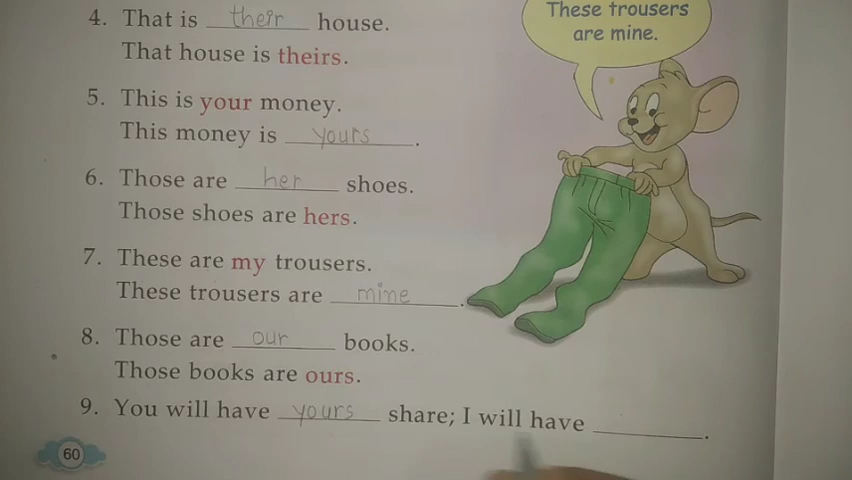 These trousers
are mine.
4. That is their house.
That house is theirs.
5. This is your money.
This money is yours.
6. Those are her shoes.
Those shoes are hers.
7. These are my trousers.
These trousers are mine.
8. Those are our books.
Those books are ours.
9. You will have yours share; I will have ________.
60